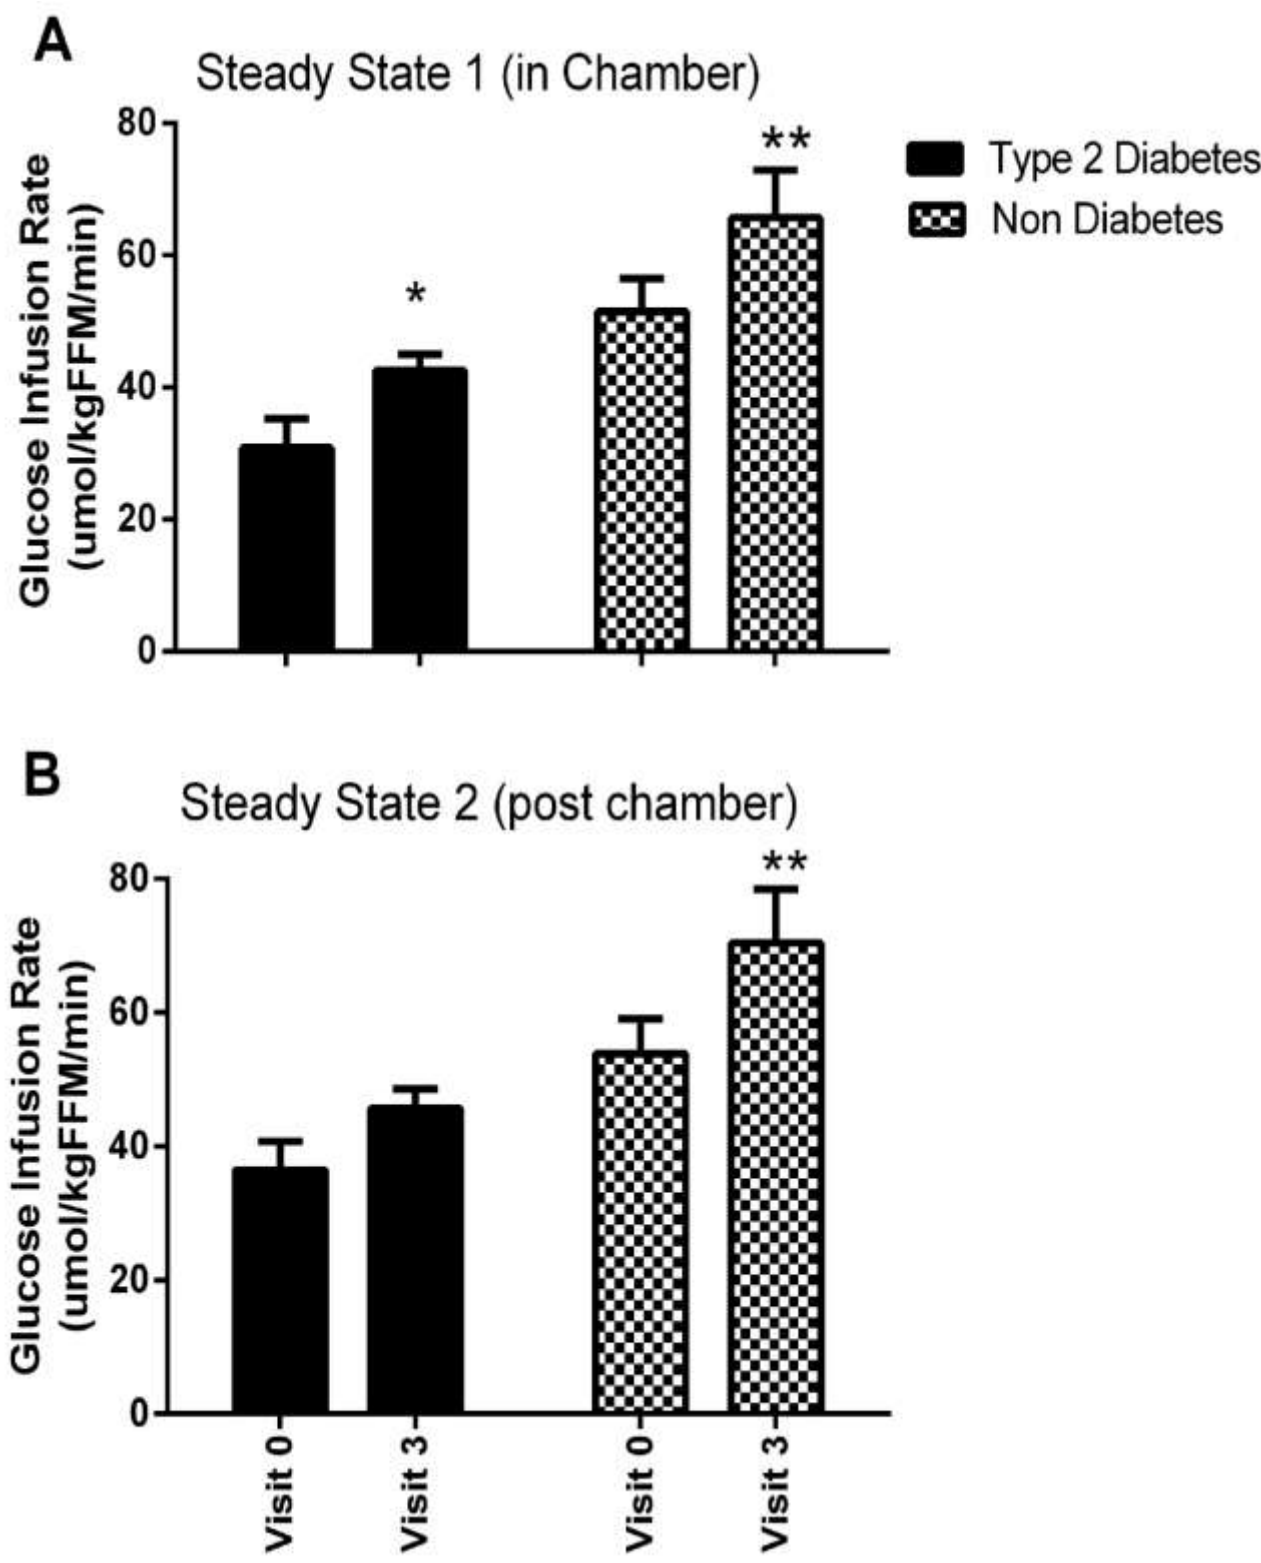 A
Steady State 1 (in Chamber)
Glucose Infusion Rate
(umol/kgFFM/min)
80
60
40
20
0
*
**
Type 2 Diabetes
Non Diabetes
B
Steady State 2 (post chamber)
Glucose Infusion Rate
(umol/kgFFM/min)
80
60
40
20
0
**
Visit 0
Visit 3
Visit 0
Visit 3